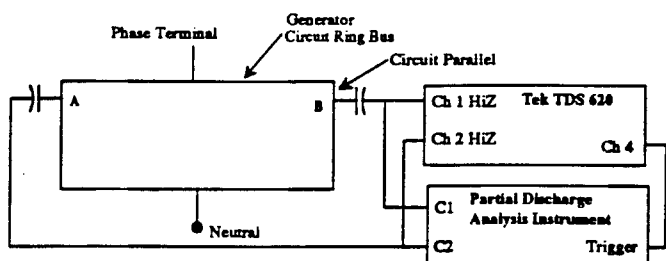 Generator
Phase Terminal
Circuit Ring Bus
Circuit Parallel
A
B
Ch 1 HiZ
Tek TDS 620
Ch 2 HiZ
Ch 4
C1
Partial Discharge
Analysis Instrument
Neutral
C2
Trigger